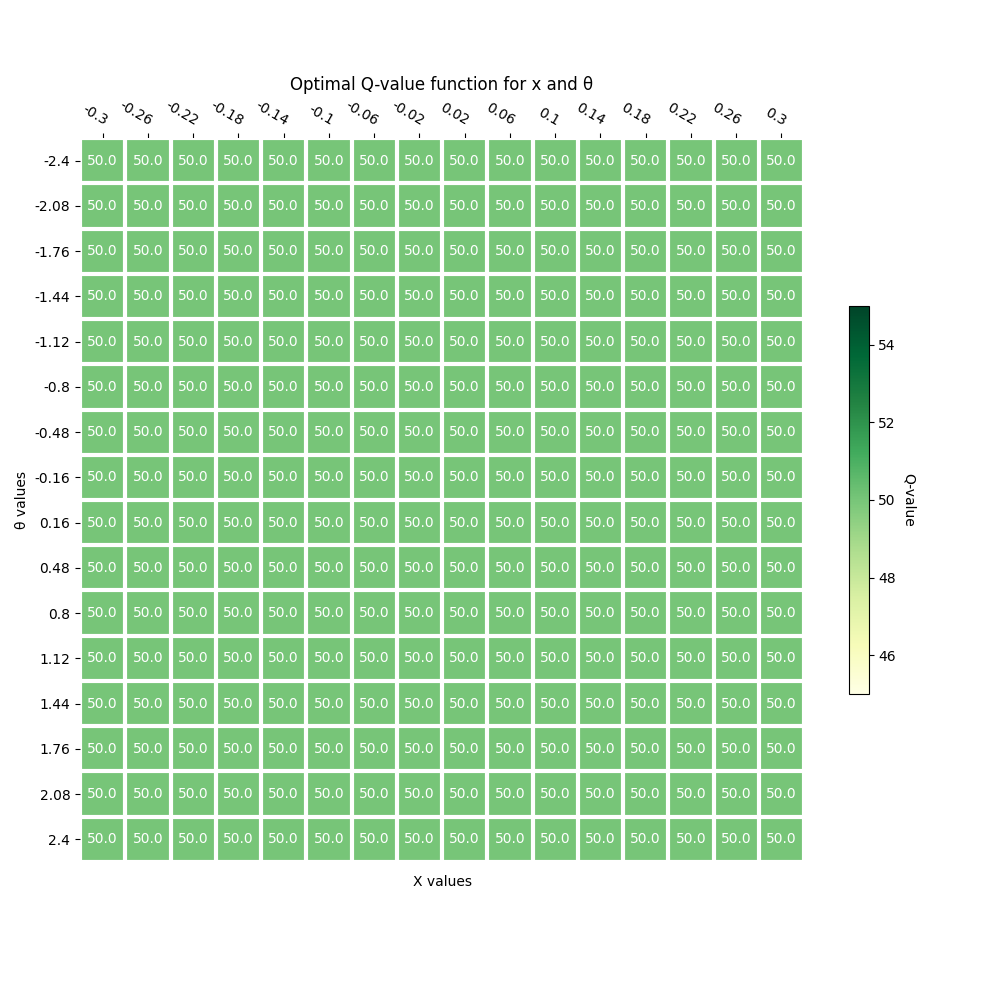 Optimal Q-value function for x and θ
-0.3 -0.26 -0.22 -0.18 -0.14 -0.1 -0.06 -0.02 0.02 0.06 0.1 0.14 0.18 0.22 0.26 0.3
-2.4 50.0 50.0 50.0 50.0 50.0 50.0 50.0 50.0 50.0 50.0 50.0 50.0 50.0 50.0 50.0 50.0
-2.08 50.0 50.0 50.0 50.0 50.0 50.0 50.0 50.0 50.0 50.0 50.0 50.0 50.0 50.0 50.0 50.0
-1.76 50.0 50.0 50.0 50.0 50.0 50.0 50.0 50.0 50.0 50.0 50.0 50.0 50.0 50.0 50.0 50.0
-1.44 50.0 50.0 50.0 50.0 50.0 50.0 50.0 50.0 50.0 50.0 50.0 50.0 50.0 50.0 50.0 50.0
-1.12 50.0 50.0 50.0 50.0 50.0 50.0 50.0 50.0 50.0 50.0 50.0 50.0 50.0 50.0 50.0 50.0
-0.8 50.0 50.0 50.0 50.0 50.0 50.0 50.0 50.0 50.0 50.0 50.0 50.0 50.0 50.0 50.0 50.0
-0.48 50.0 50.0 50.0 50.0 50.0 50.0 50.0 50.0 50.0 50.0 50.0 50.0 50.0 50.0 50.0 50.0
-0.16 50.0 50.0 50.0 50.0 50.0 50.0 50.0 50.0 50.0 50.0 50.0 50.0 50.0 50.0 50.0 50.0
0.16 50.0 50.0 50.0 50.0 50.0 50.0 50.0 50.0 50.0 50.0 50.0 50.0 50.0 50.0 50.0 50.0
0.48 50.0 50.0 50.0 50.0 50.0 50.0 50.0 50.0 50.0 50.0 50.0 50.0 50.0 50.0 50.0 50.0
0.8 50.0 50.0 50.0 50.0 50.0 50.0 50.0 50.0 50.0 50.0 50.0 50.0 50.0 50.0 50.0 50.0
1.12 50.0 50.0 50.0 50.0 50.0 50.0 50.0 50.0 50.0 50.0 50.0 50.0 50.0 50.0 50.0 50.0
1.44 50.0 50.0 50.0 50.0 50.0 50.0 50.0 50.0 50.0 50.0 50.0 50.0 50.0 50.0 50.0 50.0
1.76 50.0 50.0 50.0 50.0 50.0 50.0 50.0 50.0 50.0 50.0 50.0 50.0 50.0 50.0 50.0 50.0
2.08 50.0 50.0 50.0 50.0 50.0 50.0 50.0 50.0 50.0 50.0 50.0 50.0 50.0 50.0 50.0 50.0
2.4 50.0 50.0 50.0 50.0 50.0 50.0 50.0 50.0 50.0 50.0 50.0 50.0 50.0 50.0 50.0 50.0
θ values
X values
54
52
50
48
46
Q-value